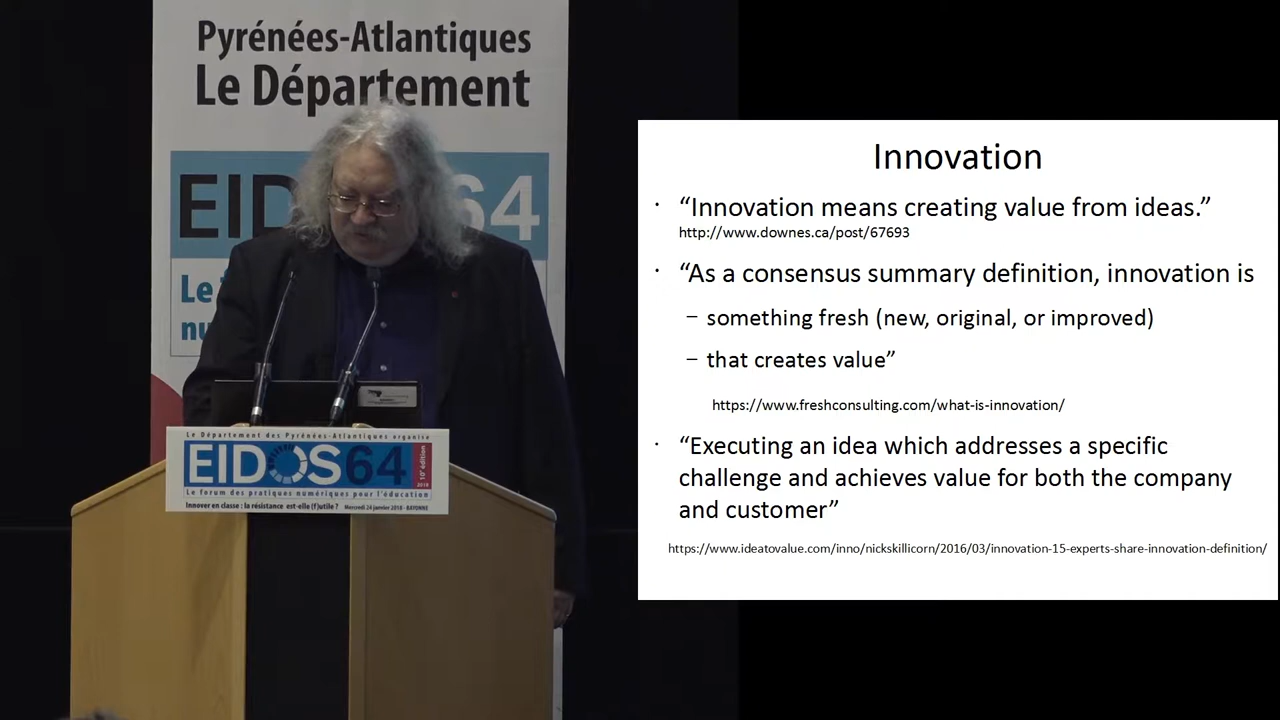 Pyrénées-Atlantiques
Le Département
EID 64
Le
nu
Le Département des Pyrénées-Atlantiques organise
EIDOS64
10e édition
2018
Le forum des pratiques numériques pour l'éducation
Innover en classe : la résistance est-elle (f)utile ? Mercredi 24 janvier 2018 - BAYONNE
Innovation
• “Innovation means creating value from ideas.”
http://www.downes.ca/post/67693
• “As a consensus summary definition, innovation is
– something fresh (new, original, or improved)
– that creates value”
https://www.freshconsulting.com/what-is-innovation/
• “Executing an idea which addresses a specific
challenge and achieves value for both the company
and customer”
https://www.ideatovalue.com/inno/nickskillicorn/2016/03/innovation-15-experts-share-innovation-definition/